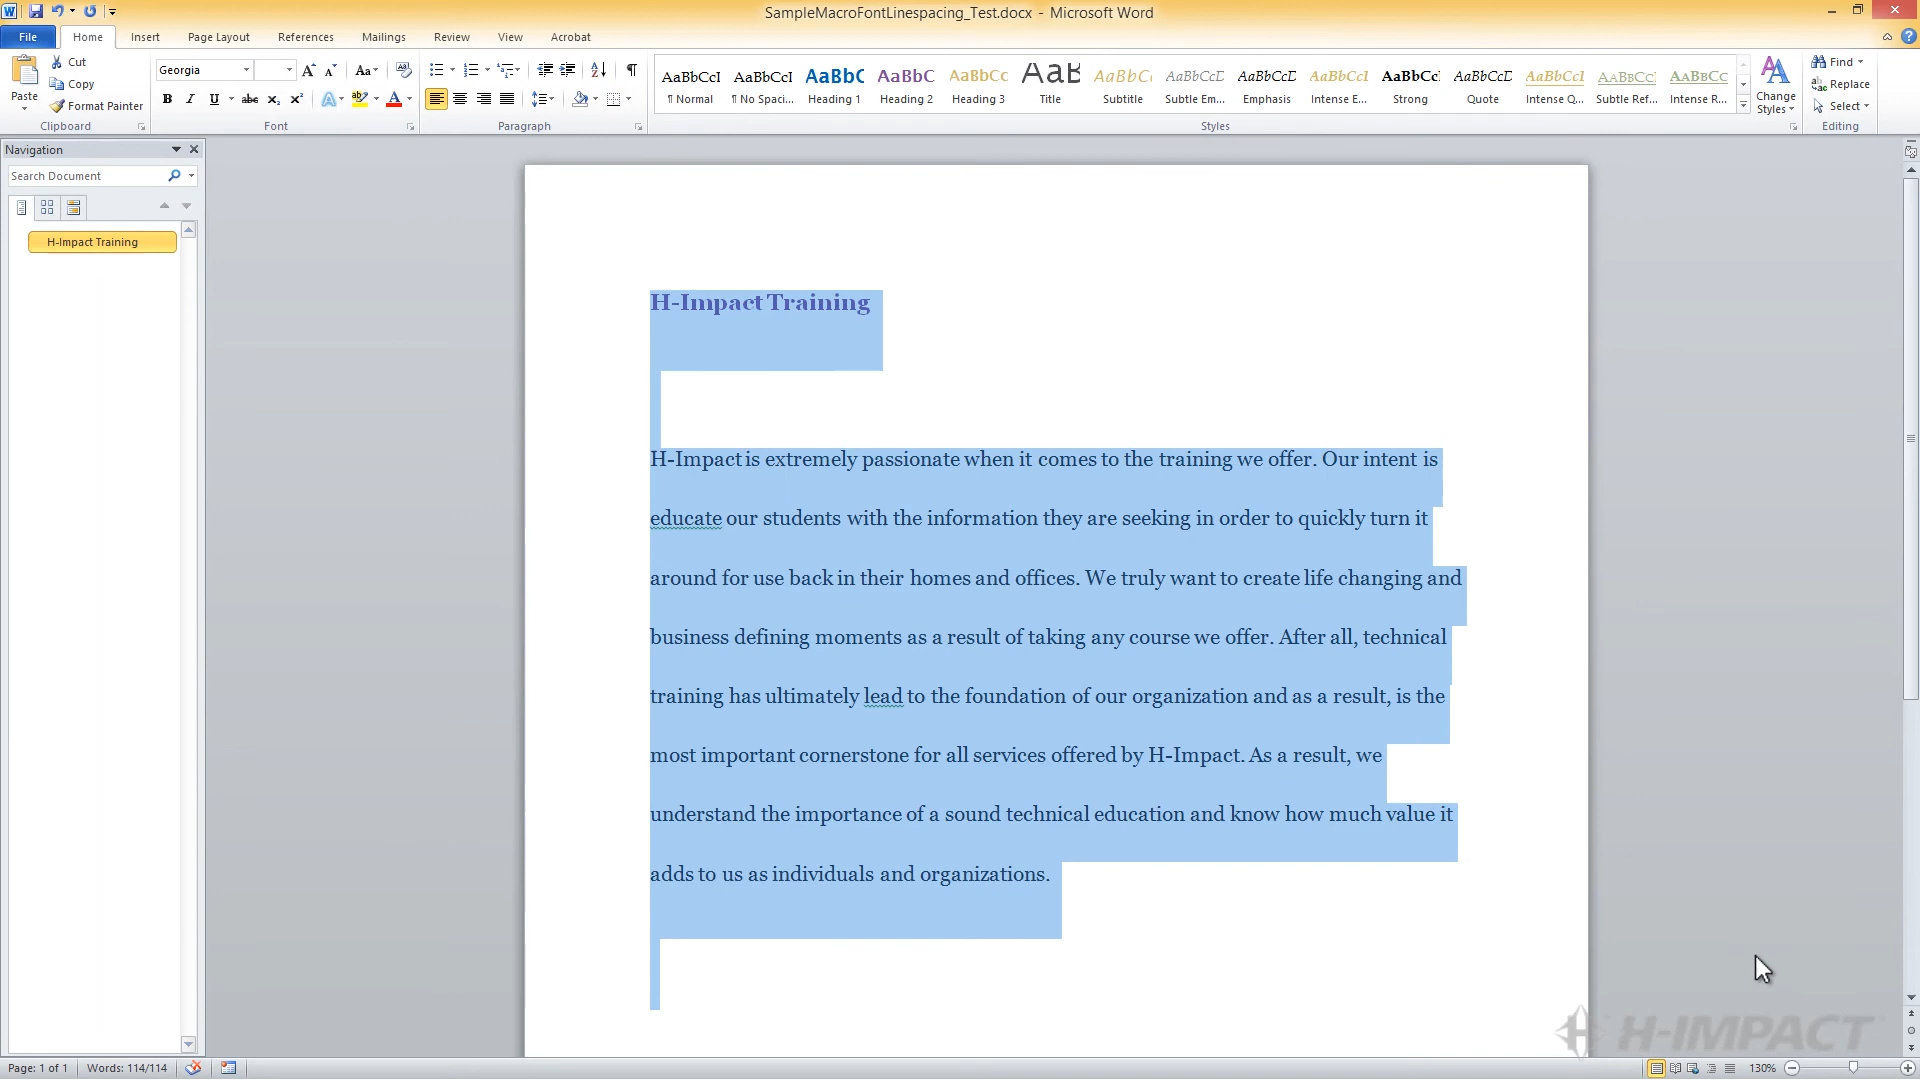 SampleMacroFontLinespacing_Test.docx - Microsoft Word
File Home Insert Page Layout References Mailings Review View Acrobat
Paste
Cut
Copy
Format Painter
Clipboard
Georgia
Aa
B I U abc x₂ x² A ab A
Font
Paragraph
AaBbCcI AaBbCcI AaBbC AaBbC AaBbCc AaB AaBbC AaBbCcD AaBbCcD AaBbCcI AaBbCc AaBbCcD AaBbCcI AaBbCc AaBbCc
¶ Normal ¶ No Spaci... Heading 1 Heading 2 Heading 3 Title Subtitle Subtle Em... Emphasis Intense E... Strong Quote Intense Q... Subtle Ref... Intense R...
Styles
Change
Styles
Find
Replace
Select
Editing
Navigation
Search Document
H-Impact Training
H-Impact Training
H-Impact is extremely passionate when it comes to the training we offer. Our intent is
educate our students with the information they are seeking in order to quickly turn it
around for use back in their homes and offices. We truly want to create life changing and
business defining moments as a result of taking any course we offer. After all, technical
training has ultimately lead to the foundation of our organization and as a result, is the
most important cornerstone for all services offered by H-Impact. As a result, we
understand the importance of a sound technical education and know how much value it
adds to us as individuals and organizations.
H-IMPACT
Page: 1 of 1 Words: 114/114 130%